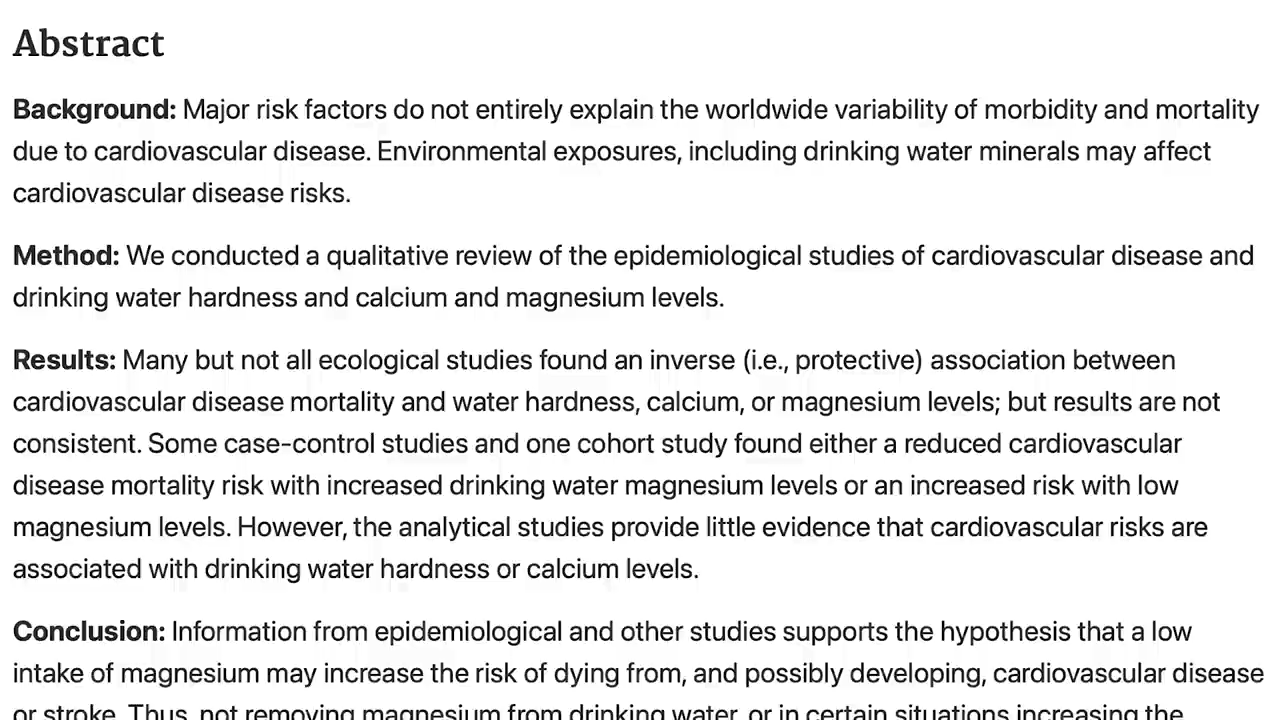 Abstract
Background: Major risk factors do not entirely explain the worldwide variability of morbidity and mortality
due to cardiovascular disease. Environmental exposures, including drinking water minerals may affect
cardiovascular disease risks.
Method: We conducted a qualitative review of the epidemiological studies of cardiovascular disease and
drinking water hardness and calcium and magnesium levels.
Results: Many but not all ecological studies found an inverse (i.e., protective) association between
cardiovascular disease mortality and water hardness, calcium, or magnesium levels; but results are not
consistent. Some case-control studies and one cohort study found either a reduced cardiovascular
disease mortality risk with increased drinking water magnesium levels or an increased risk with low
magnesium levels. However, the analytical studies provide little evidence that cardiovascular risks are
associated with drinking water hardness or calcium levels.
Conclusion: Information from epidemiological and other studies supports the hypothesis that a low
intake of magnesium may increase the risk of dying from, and possibly developing, cardiovascular disease
or stroke. Thus, not removing magnesium from drinking water, or in certain situations increasing the